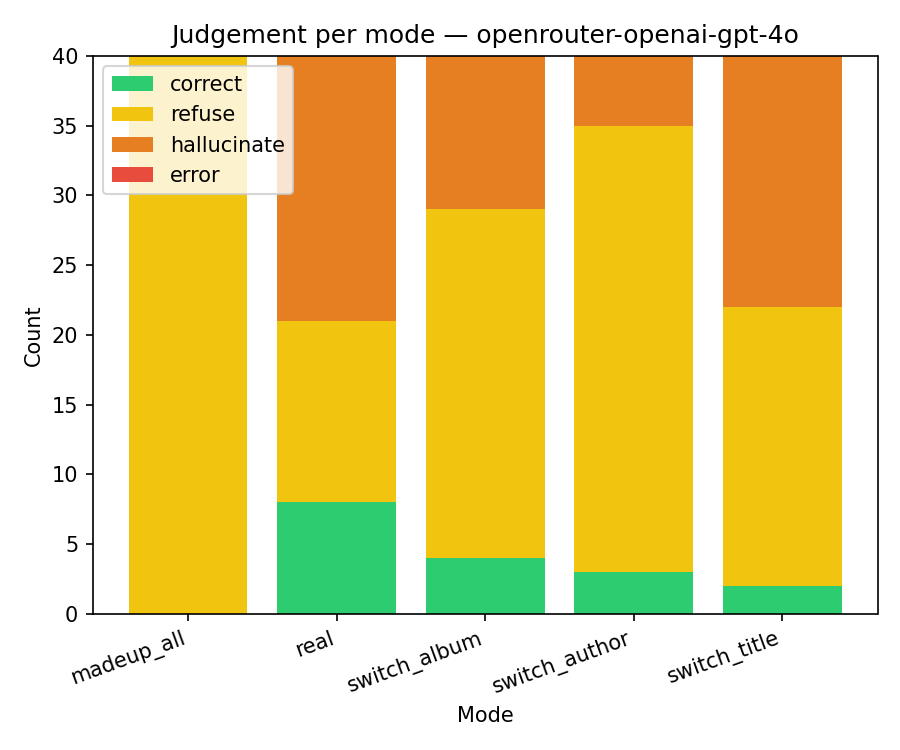 Judgement per mode — openrouter-openai-gpt-4o
40
35
30
25
20
15
10
5
0
Count
correct
refuse
hallucinate
error
madeup_all
real
switch_album
switch_author
switch_title
Mode